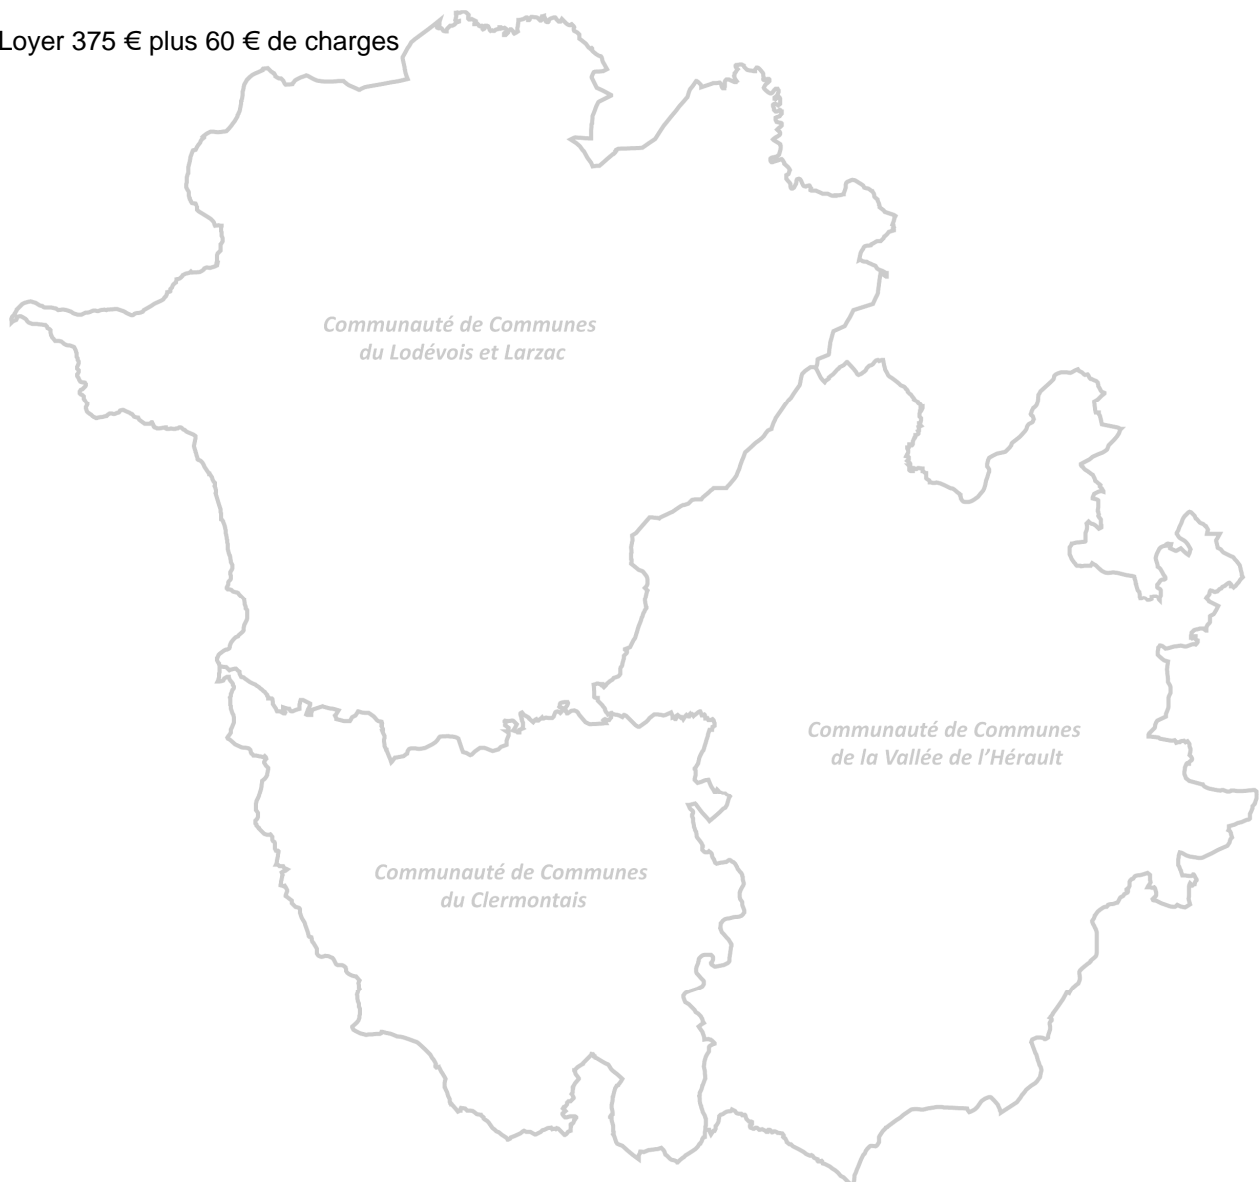 Loyer 375 € plus 60 € de charges
Communauté de Communes
du Lodévois et Larzac
Communauté de Communes
de la Vallée de l'Hérault
Communauté de Communes
du Clermontais